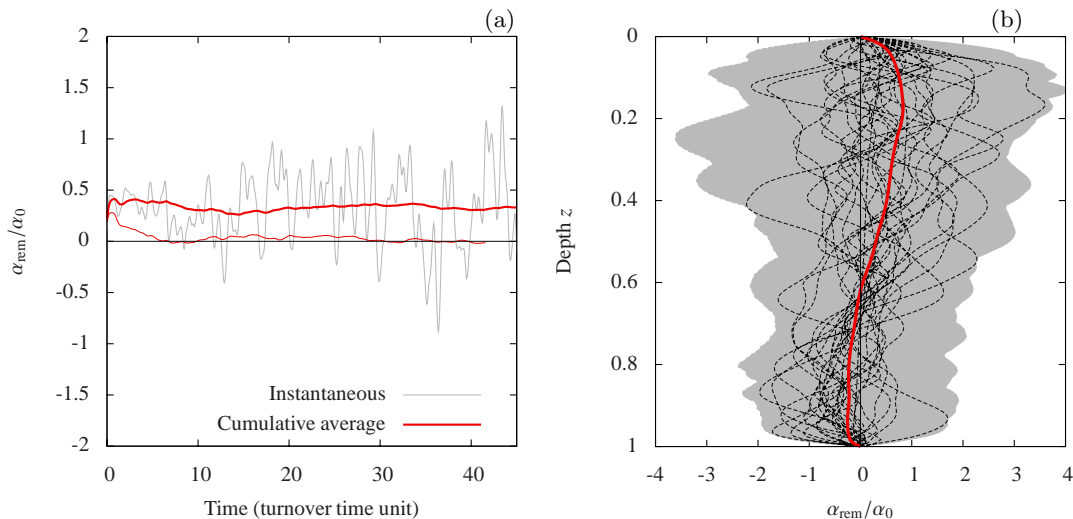 (a)
2
1.5
1
0.5
0
-0.5
-1
-1.5
-2
α_rem/α_0
Instantaneous
Cumulative average
0 10 20 30 40
Time (turnover time unit)
(b)
0
0.2
0.4
0.6
0.8
1
Depth z
-4 -3 -2 -1 0 1 2 3 4
α_rem/α_0